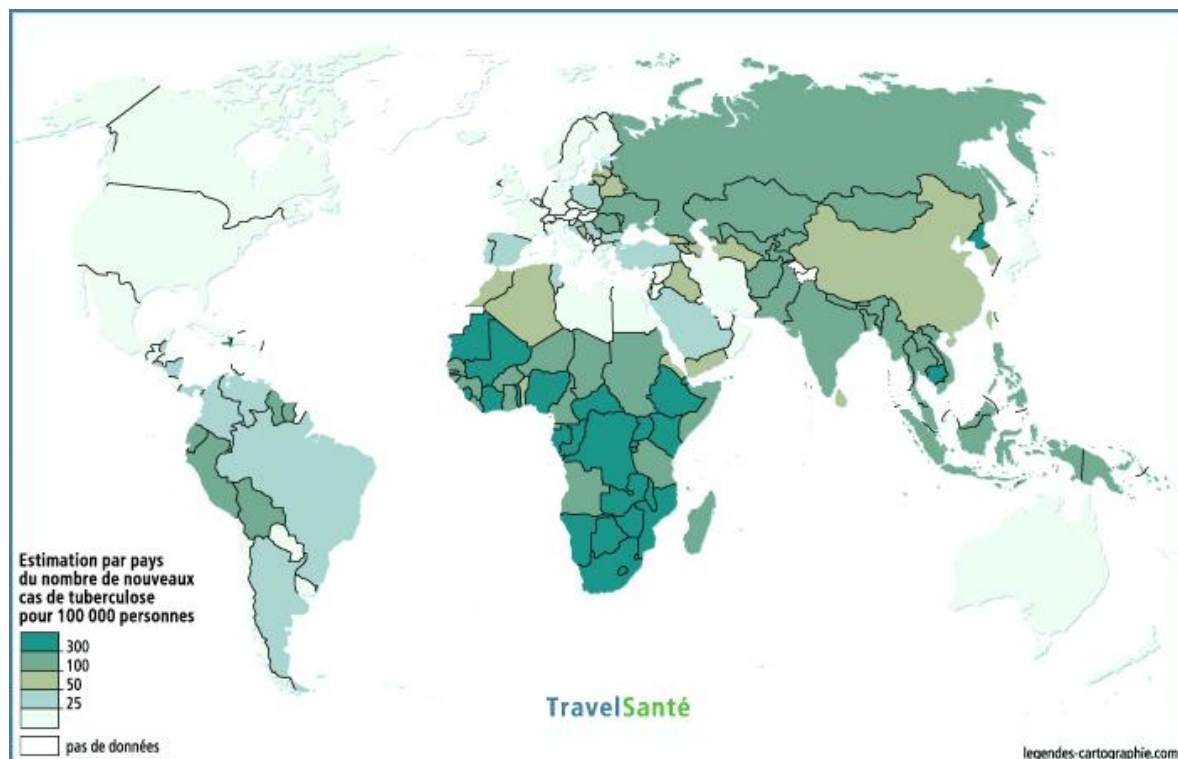 Estimation par pays
du nombre de nouveaux
cas de tuberculose
pour 100 000 personnes
300
100
50
25
pas de données
TravelSanté
legendes-cartographie.com